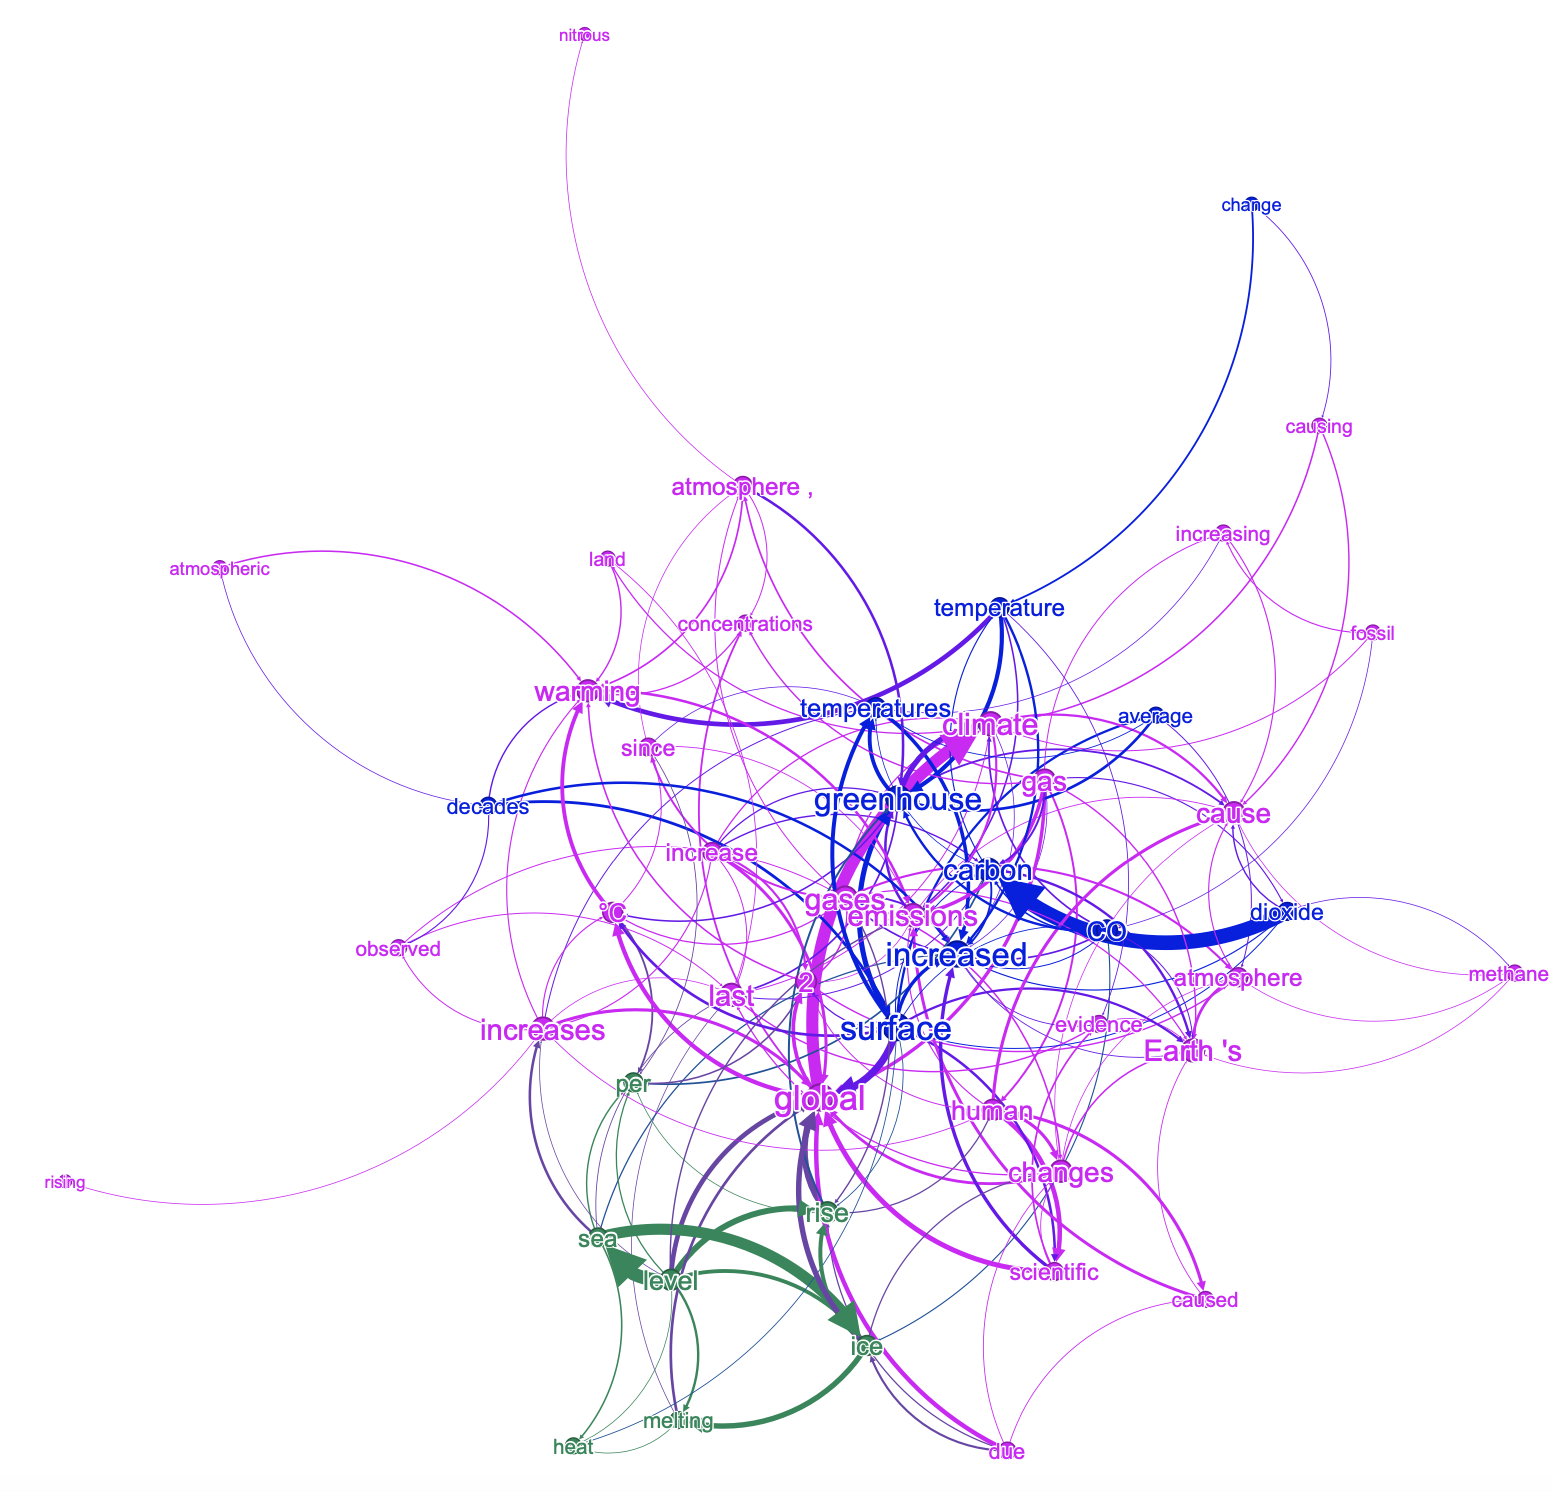 nitrous
change
causing
atmosphere ,
increasing
land
atmospheric
temperature
concentrations
fossil
warming
temperatures
average
climate
since
gas
greenhouse
decades
cause
increase
carbon
gases
°C
emissions
dioxide
CO
observed
increased
2
atmosphere
methane
last
evidence
increases
surface
Earth 's
per
global
human
changes
rising
rise
sea
level
scientific
caused
ice
melting
heat
due